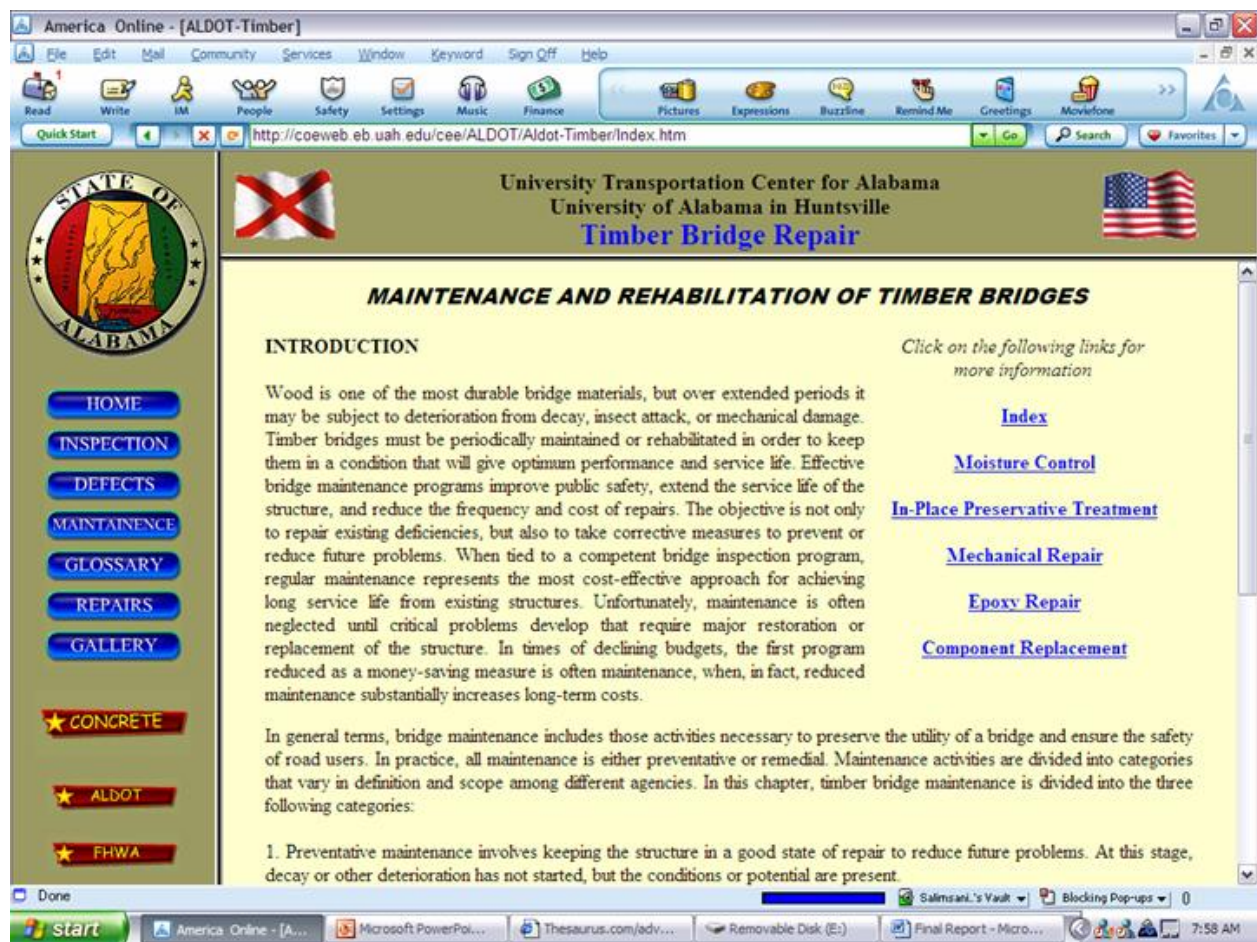 America Online - [ALDOT-Timber]
File Edit Mail Community Services Window Keyword Sign Off Help
1
Read Write IM People Safety Settings Music Finance Pictures Expressions Buzzline Remind Me Greetings Moviefone
Quick Start http://coeweb.eb.uah.edu/cee/ALDOT/Aldot-Timber/Index.htm Go Search Favorites
STATE OF
ALABAMA
University Transportation Center for Alabama
University of Alabama in Huntsville
Timber Bridge Repair
HOME
INSPECTION
DEFECTS
MAINTAINENCE
GLOSSARY
REPAIRS
GALLERY
CONCRETE
ALDOT
FHWA
MAINTENANCE AND REHABILITATION OF TIMBER BRIDGES
INTRODUCTION
Wood is one of the most durable bridge materials, but over extended periods it
may be subject to deterioration from decay, insect attack, or mechanical damage.
Timber bridges must be periodically maintained or rehabilitated in order to keep
them in a condition that will give optimum performance and service life. Effective
bridge maintenance programs improve public safety, extend the service life of the
structure, and reduce the frequency and cost of repairs. The objective is not only
to repair existing deficiencies, but also to take corrective measures to prevent or
reduce future problems. When tied to a competent bridge inspection program,
regular maintenance represents the most cost-effective approach for achieving
long service life from existing structures. Unfortunately, maintenance is often
neglected until critical problems develop that require major restoration or
replacement of the structure. In times of declining budgets, the first program
reduced as a money-saving measure is often maintenance, when, in fact, reduced
maintenance substantially increases long-term costs.
Click on the following links for
more information
Index
Moisture Control
In-Place Preservative Treatment
Mechanical Repair
Epoxy Repair
Component Replacement
In general terms, bridge maintenance includes those activities necessary to preserve the utility of a bridge and ensure the safety
of road users. In practice, all maintenance is either preventative or remedial. Maintenance activities are divided into categories
that vary in definition and scope among different agencies. In this chapter, timber bridge maintenance is divided into the three
following categories:
1. Preventative maintenance involves keeping the structure in a good state of repair to reduce future problems. At this stage,
decay or other deterioration has not started, but the conditions or potential are present.
Done Salimsani.'s Vault Blocking Pop-ups 0
start America Online - [A... Microsoft PowerPoi... Thesaurus.com/adv... Removable Disk (E:) Final Report - Micro... 7:58 AM